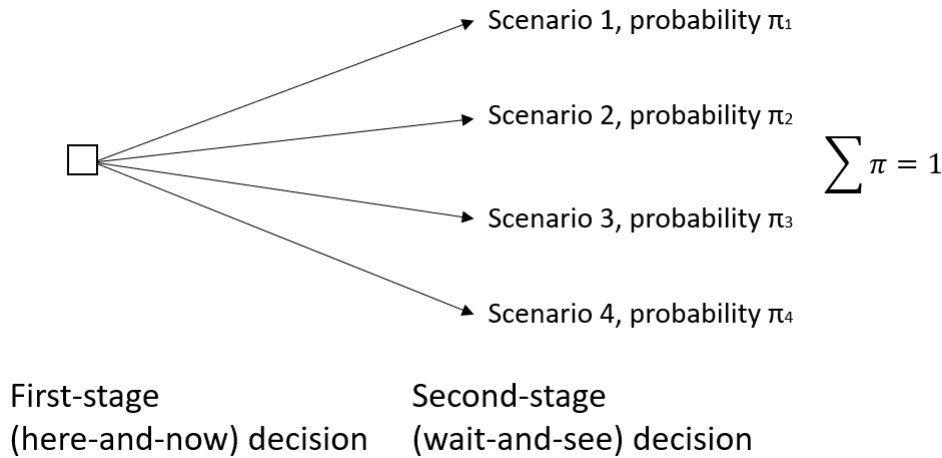 Scenario 1, probability π₁
Scenario 2, probability π₂
∑ π = 1
Scenario 3, probability π₃
Scenario 4, probability π₄
First-stage
(here-and-now) decision
Second-stage
(wait-and-see) decision